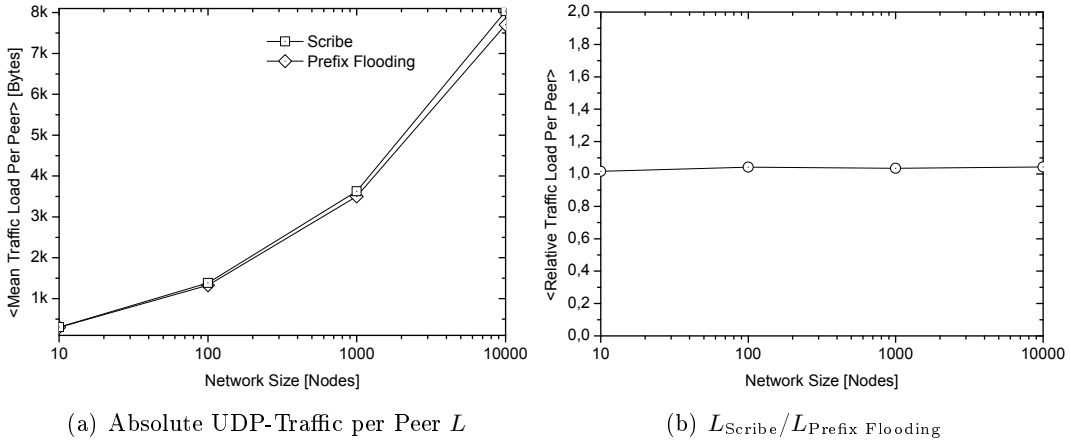 8k
7k
6k
5k
4k
3k
2k
1k
<Mean Traffic Load Per Peer> [Bytes]
Scribe
Prefix Flooding
10 100 1000 10000
Network Size [Nodes]
(a) Absolute UDP-Traffic per Peer L
2,0
1,8
1,6
1,4
1,2
1,0
0,8
0,6
0,4
0,2
0,0
<Relative Traffic Load Per Peer>
10 100 1000 10000
Network Size [Nodes]
(b) LScribe/LPrefix Flooding